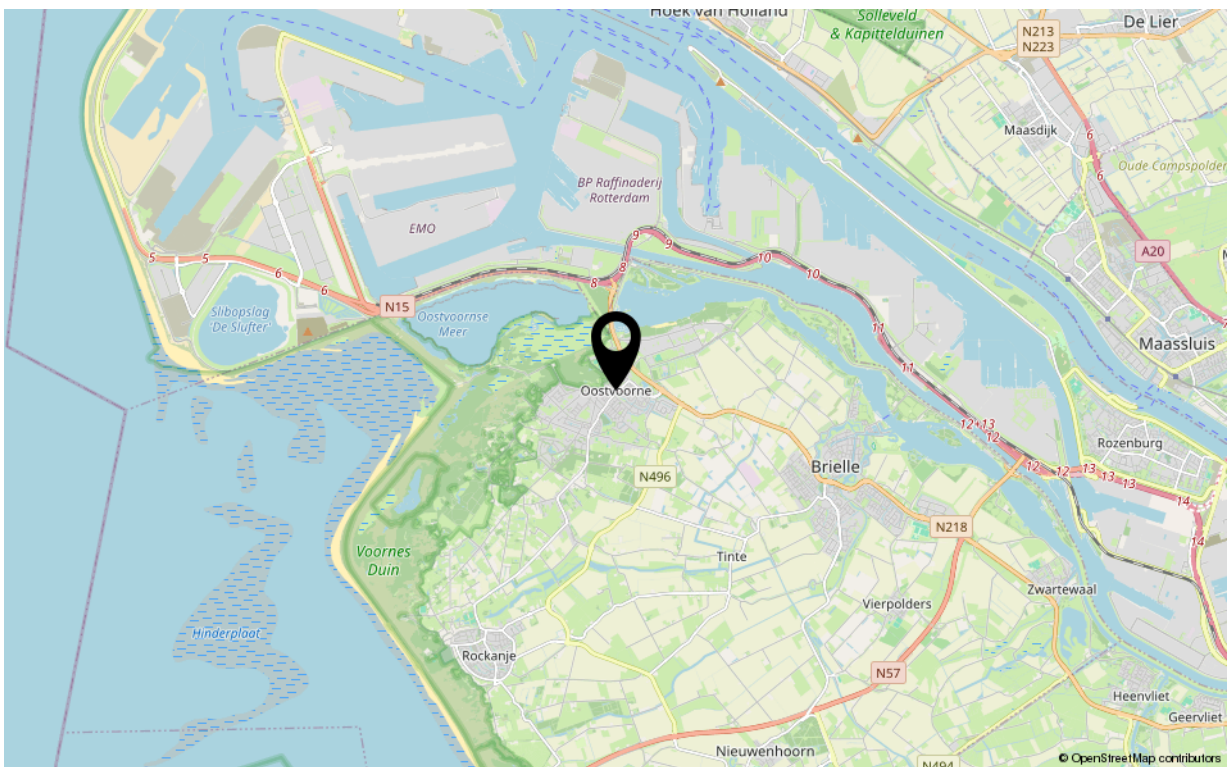 Hoek van Holland
Solleveld
& Kapittelduinen
De Lier
N213
N223
Maasdijk
6
Oude Campspolder
BP Raffinaderij
Rotterdam
6
EMO
9
9
10
A20
5
5
6
6
8
8
10
N15
Slibopslag
'De Slufter'
Oostvoornse
Meer
11
Maassluis
11
Oostvoorne
12+13
12
Rozenburg
Brielle
12
12
13
13
14
N496
14
N218
Voornes
Duin
Tinte
14
Zwartewaal
Vierpolders
Hinderplaat
Rockanje
N57
Heenvliet
Geervliet
Nieuwenhoorn
N494
© OpenStreetMap contributors